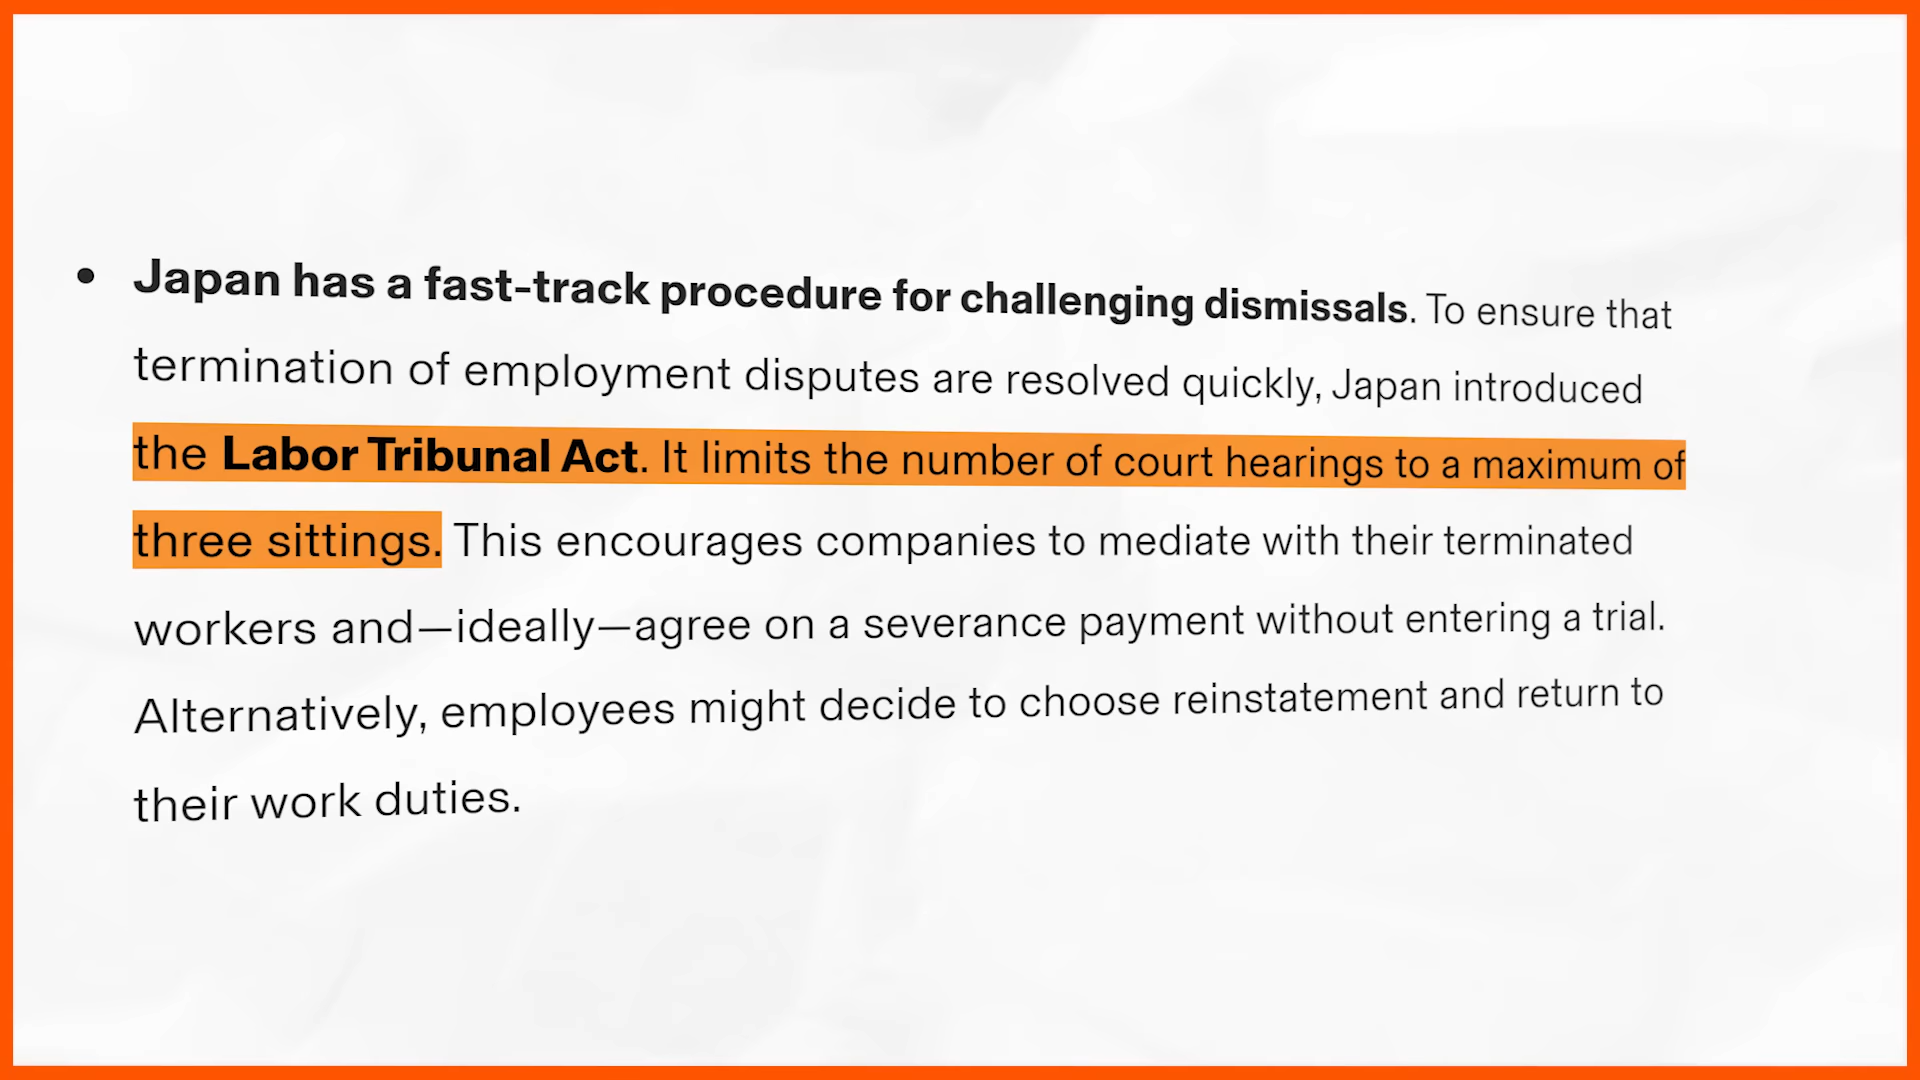 • Japan has a fast-track procedure for challenging dismissals. To ensure that
termination of employment disputes are resolved quickly, Japan introduced
the Labor Tribunal Act. It limits the number of court hearings to a maximum of
three sittings. This encourages companies to mediate with their terminated
workers and—ideally—agree on a severance payment without entering a trial.
Alternatively, employees might decide to choose reinstatement and return to
their work duties.